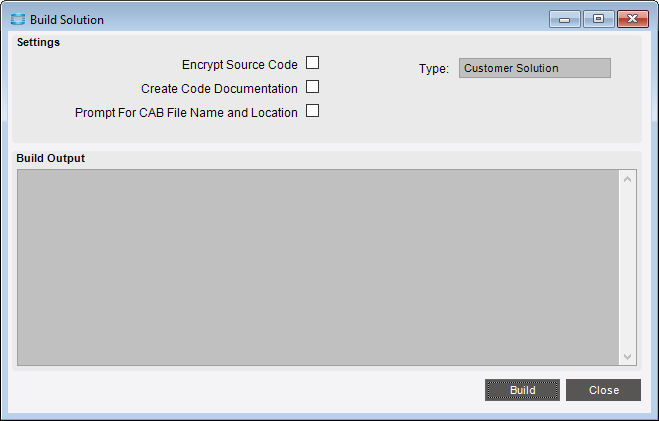 Build Solution
Settings
Encrypt Source Code
Type: Customer Solution
Create Code Documentation
Prompt For CAB File Name and Location
Build Output
Build Close